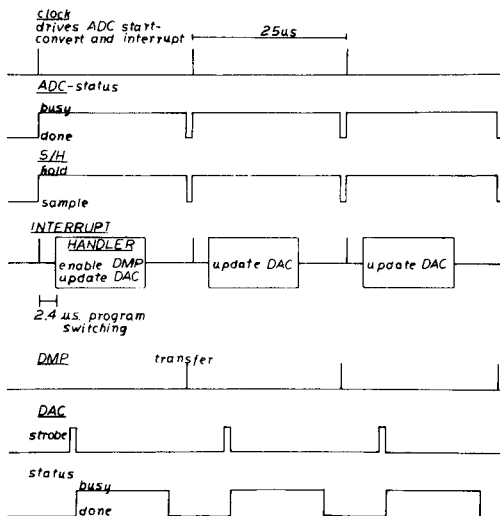 clock
drives ADC start-
convert and interrupt
25us
ADC-status
busy
done
S/H
hold
sample
INTERRUPT
HANDLER
enable DMP
update DAC
update DAC
update DAC
2.4 µs. program
switching
DMP
transfer
DAC
strobe
status
busy
done